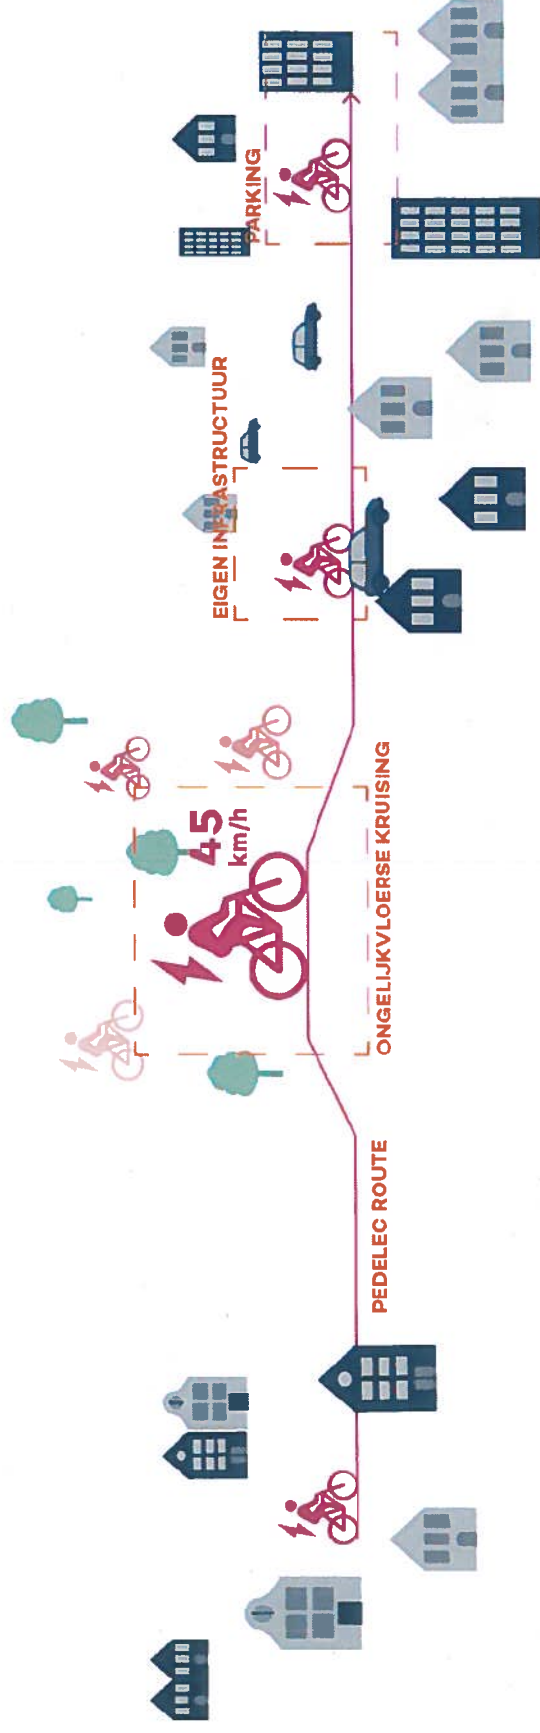 PEDELEC ROUTE
ONGELIJKVLOERSE KRUISING
45
km/h
EIGEN INFRASTRUCTUUR
PARKING